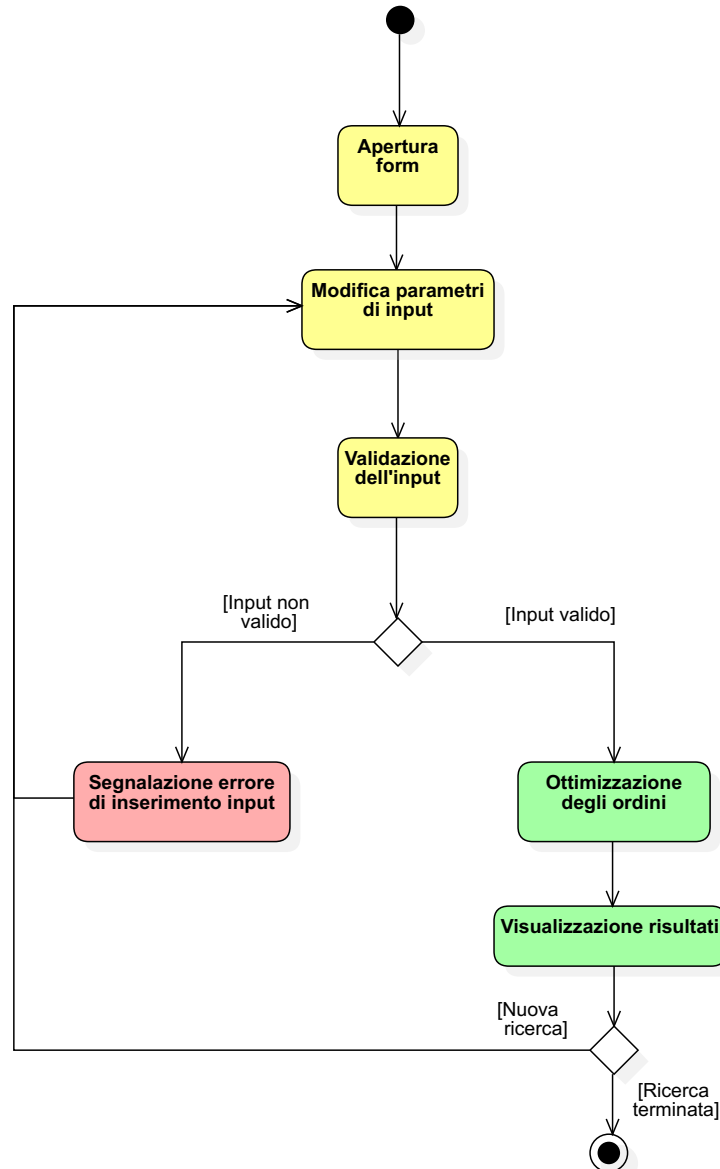 Apertura
form
Modifica parametri
di input
Validazione
dell'input
[Input non
valido]
[Input valido]
Segnalazione errore
di inserimento input
Ottimizzazione
degli ordini
Visualizzazione risultati
[Nuova
ricerca]
[Ricerca
terminata]